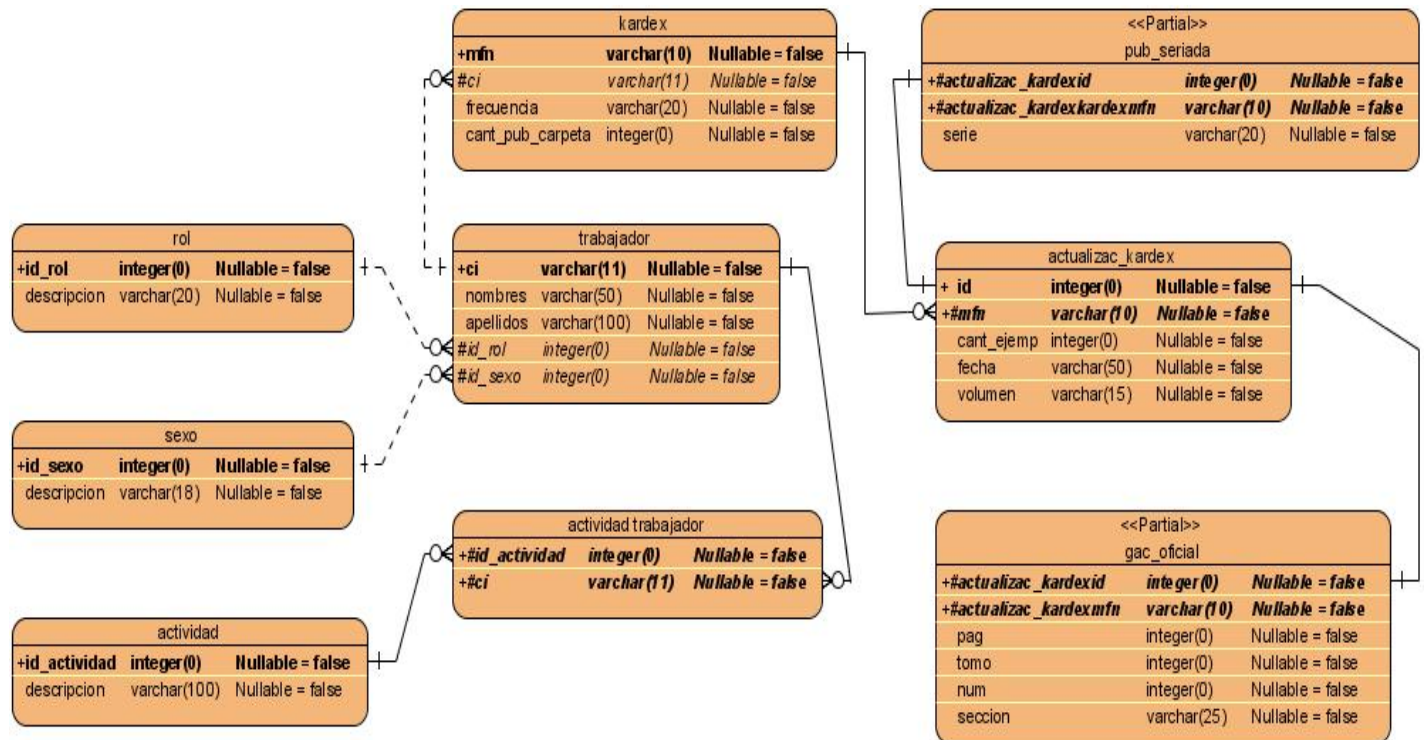 kardex
+mfn varchar(10) Nullable = false
#ci varchar(11) Nullable = false
frecuencia varchar(20) Nullable = false
cant_pub_carpeta integer(0) Nullable = false
<<Partial>>
pub_seriada
+#actualizac_kardexid integer(0) Nullable = false
+#actualizac_kardexkardexmfn varchar(10) Nullable = false
serie varchar(20) Nullable = false
rol
+id_rol integer(0) Nullable = false
descripcion varchar(20) Nullable = false
trabajador
+ci varchar(11) Nullable = false
nombres varchar(50) Nullable = false
apellidos varchar(100) Nullable = false
#id_rol integer(0) Nullable = false
#id_sexo integer(0) Nullable = false
actualizac_kardex
+ id integer(0) Nullable = false
+#mfn varchar(10) Nullable = false
cant_ejemp integer(0) Nullable = false
fecha varchar(50) Nullable = false
volumen varchar(15) Nullable = false
sexo
+id_sexo integer(0) Nullable = false
descripcion varchar(18) Nullable = false
actividad trabajador
+#id_actividad integer(0) Nullable = false
+#ci varchar(11) Nullable = false
<<Partial>>
gac_oficial
+#actualizac_kardexid integer(0) Nullable = false
+#actualizac_kardexmfn varchar(10) Nullable = false
pag integer(0) Nullable = false
tomo integer(0) Nullable = false
num integer(0) Nullable = false
seccion varchar(25) Nullable = false
actividad
+id_actividad integer(0) Nullable = false
descripcion varchar(100) Nullable = false